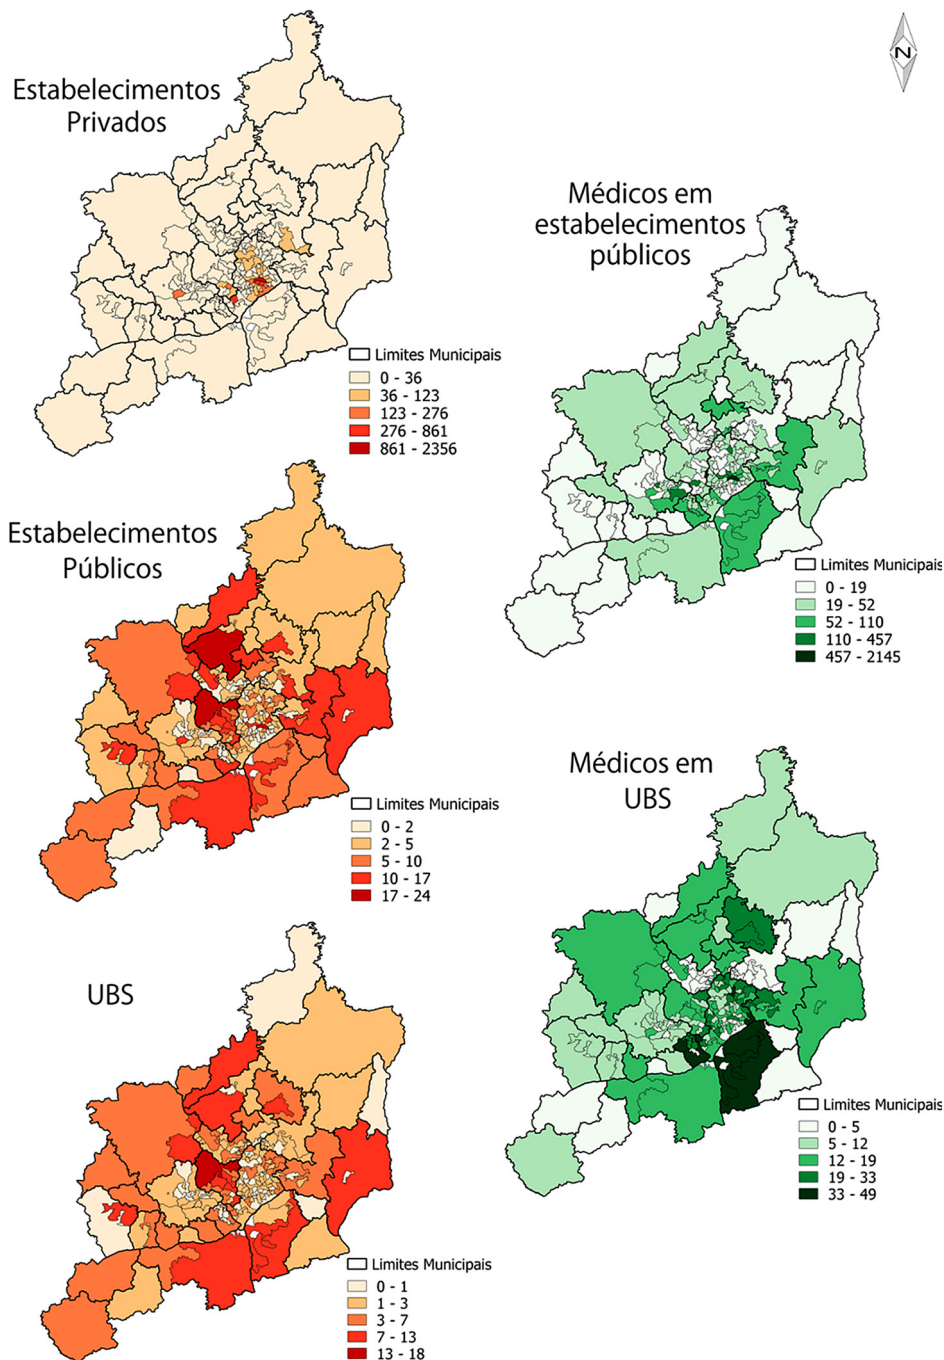 N
Estabelecimentos
Privados
Limites Municipais
0 - 36
36 - 123
123 - 276
276 - 861
861 - 2356
Médicos em
estabelecimentos
públicos
Limites Municipais
0 - 19
19 - 52
52 - 110
110 - 457
457 - 2145
Estabelecimentos
Públicos
Limites Municipais
0 - 2
2 - 5
5 - 10
10 - 17
17 - 24
Médicos em
UBS
Limites Municipais
0 - 5
5 - 12
12 - 19
19 - 33
33 - 49
UBS
Limites Municipais
0 - 1
1 - 3
3 - 7
7 - 13
13 - 18